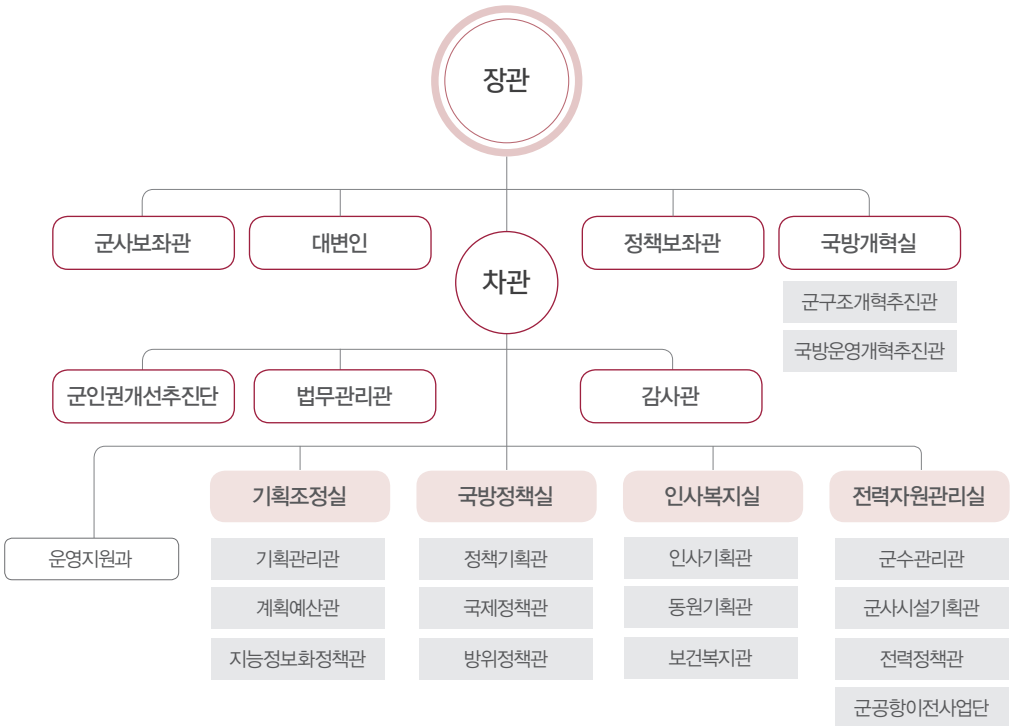 장관
군사보좌관
대변인
정책보좌관
국방개혁실
차관
군구조개혁추진관
국방운영개혁추진관
군인권개선추진단
법무관리관
감사관
운영지원과
기획조정실
기획관리관
계획예산관
지능정보화정책관
국방정책실
정책기획관
국제정책관
방위정책관
인사복지실
인사기획관
동원기획관
보건복지관
전력자원관리실
군수관리관
군사시설기획관
전력정책관
군공항이전사업단